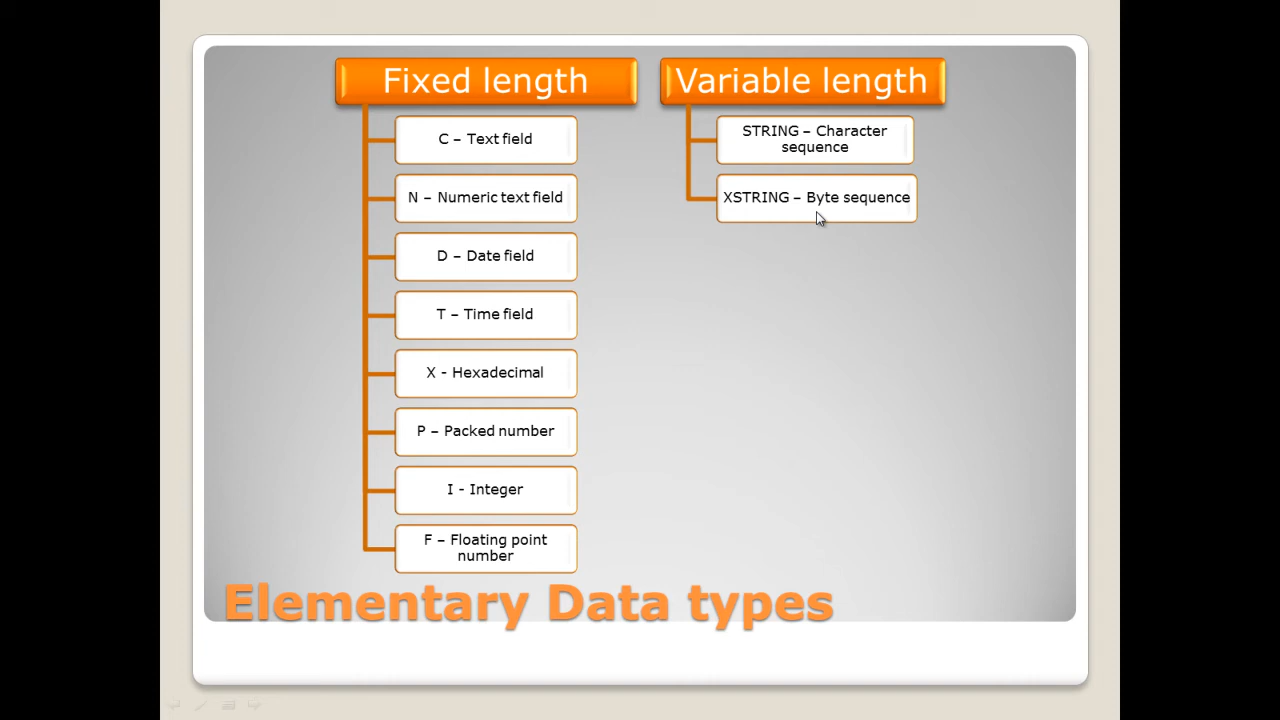 Fixed length
C – Text field
N – Numeric text field
D – Date field
T – Time field
X - Hexadecimal
P – Packed number
I - Integer
F – Floating point
number
Variable length
STRING – Character
sequence
XSTRING – Byte sequence
Elementary Data types